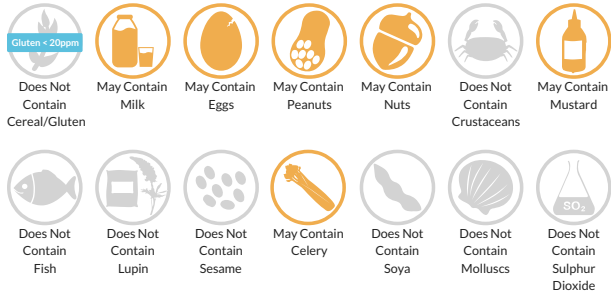 Gluten < 20ppm
Does Not
Contain
Cereal/Gluten
May Contain
Milk
May Contain
Eggs
May Contain
Peanuts
May Contain
Nuts
Does Not
Contain
Crustaceans
May Contain
Mustard
Does Not
Contain
Fish
Does Not
Contain
Lupin
Does Not
Contain
Sesame
May Contain
Celery
Does Not
Contain
Soya
Does Not
Contain
Molluscs
SO₂
Does Not
Contain
Sulphur
Dioxide